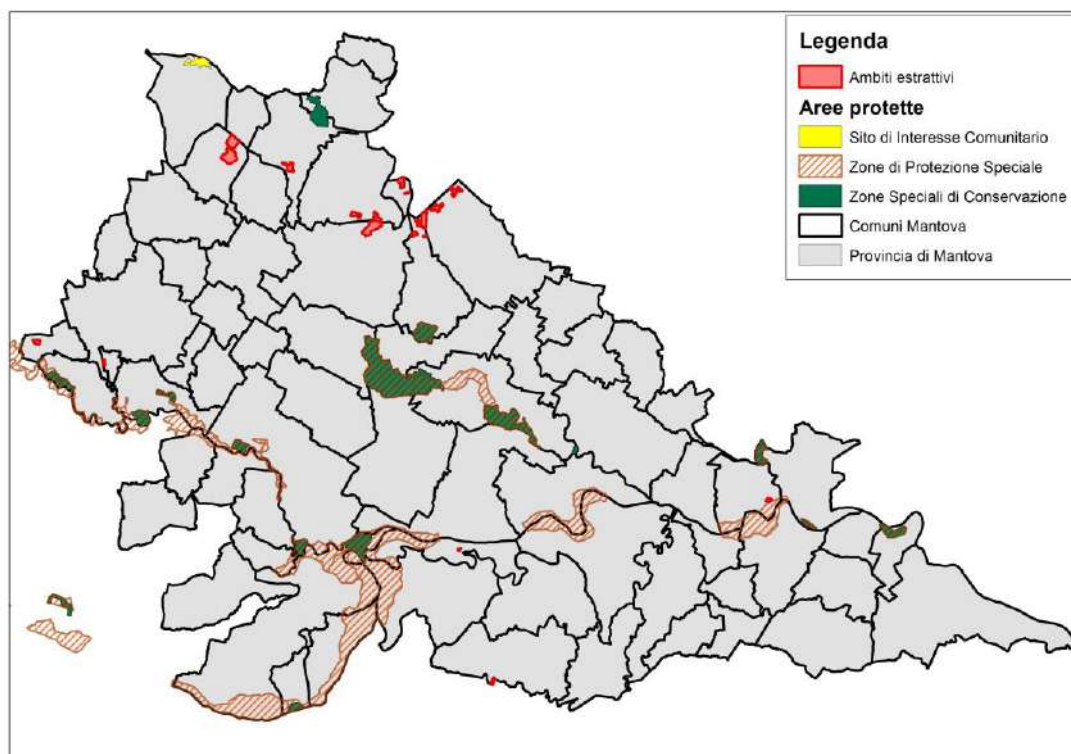 Legenda
Ambiti estrattivi
Aree protette
Sito di Interesse Comunitario
Zone di Protezione Speciale
Zone Speciali di Conservazione
Comuni Mantova
Provincia di Mantova